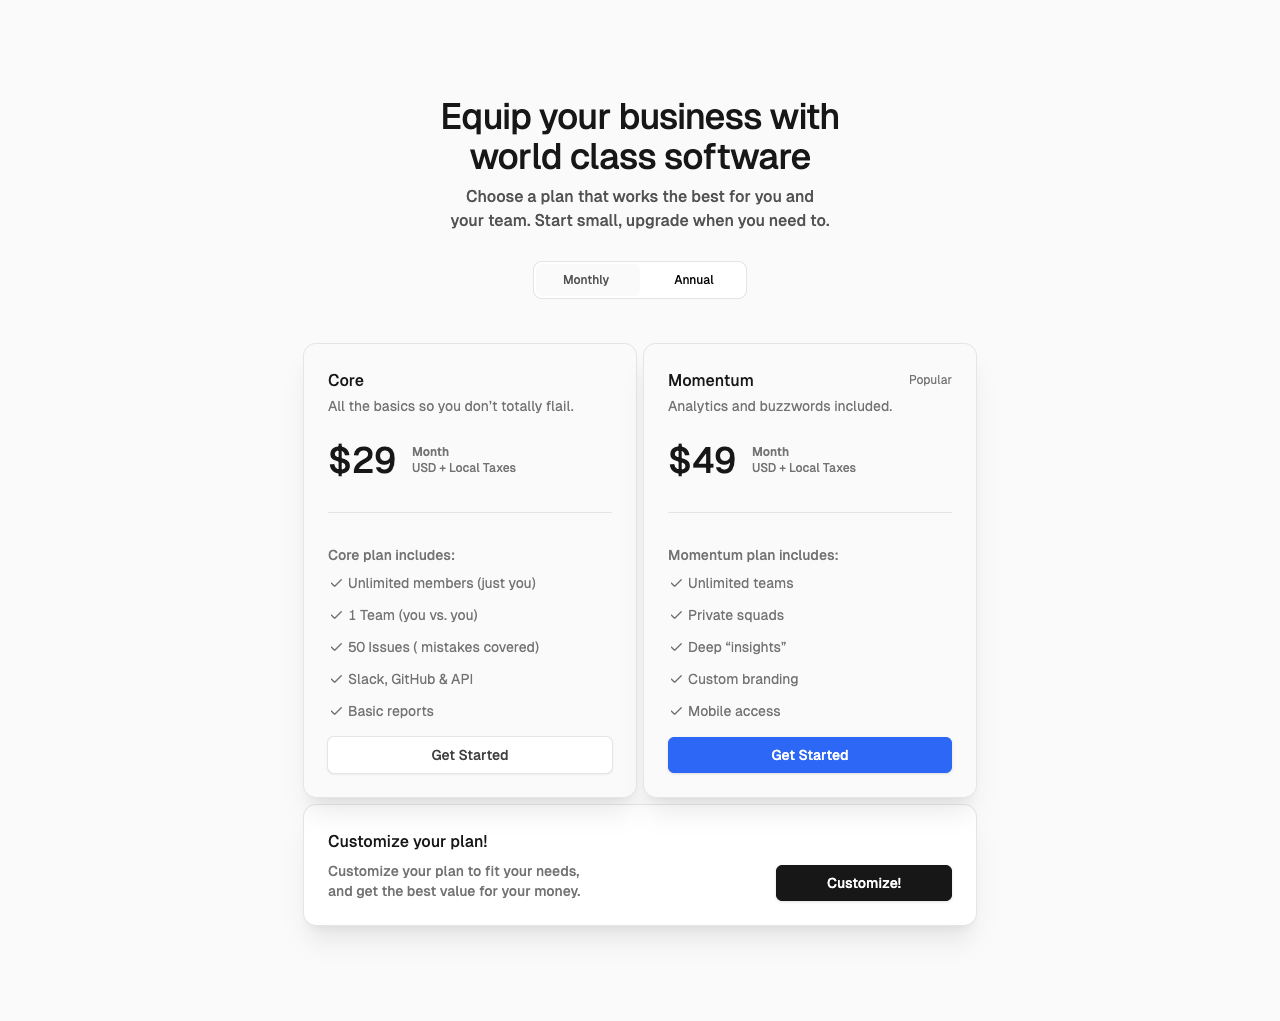 Equip your business with
world class software
Choose a plan that works the best for you and
your team. Start small, upgrade when you need to.
Monthly
Annual
Core
All the basics so you don’t totally flail.
$29
Month
USD + Local Taxes
Core plan includes:
Unlimited members (just you)
1 Team (you vs. you)
50 Issues ( mistakes covered)
Slack, GitHub & API
Basic reports
Get Started
Momentum
Popular
Analytics and buzzwords included.
$49
Month
USD + Local Taxes
Momentum plan includes:
Unlimited teams
Private squads
Deep “insights”
Custom branding
Mobile access
Get Started
Customize your plan!
Customize your plan to fit your needs,
and get the best value for your money.
Customize!